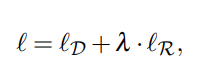 ℓ = ℓ_𝒟 + λ · ℓ_ℛ,